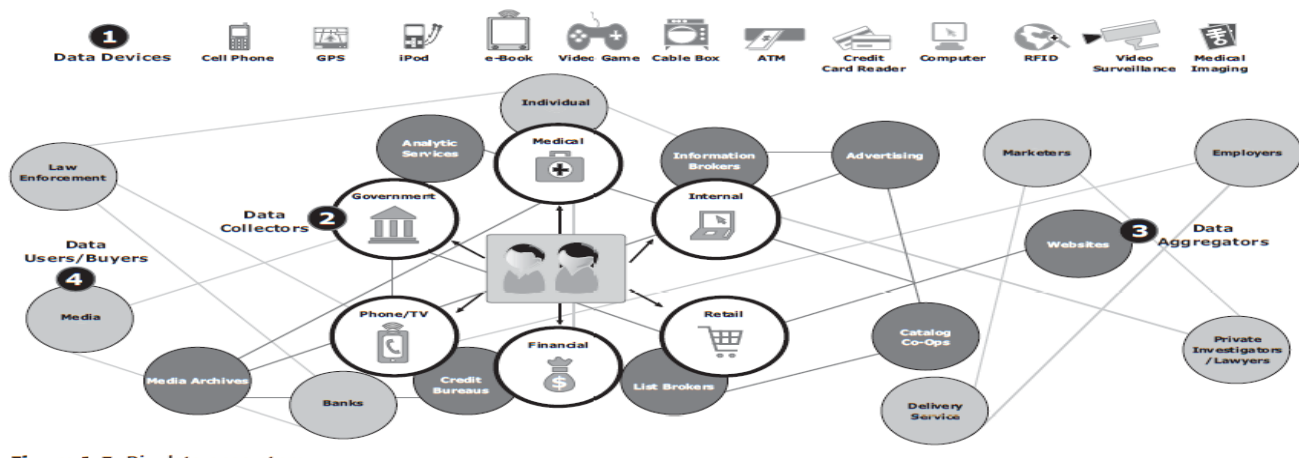 1
Data Devices
Cell Phone
GPS
iPod
e-Book
Video Game
Cable Box
ATM
Credit
Card Reader
Computer
RFID
Video
Surveillance
Medical
Imaging
Individual
Law
Enforcement
Analytic
Services
Medical
Information
Brokers
Advertising
Marketers
Employers
Government
Internal
Data
Collectors
2
Data
Users/Buyers
4
Media
Websites
3
Data
Aggregators
Phone/TV
Financial
$
Retail
Catalog
Co-Ops
Private
Investigators
/Lawyers
Media Archives
Banks
Credit
Bureaus
List Brokers
Delivery
Service